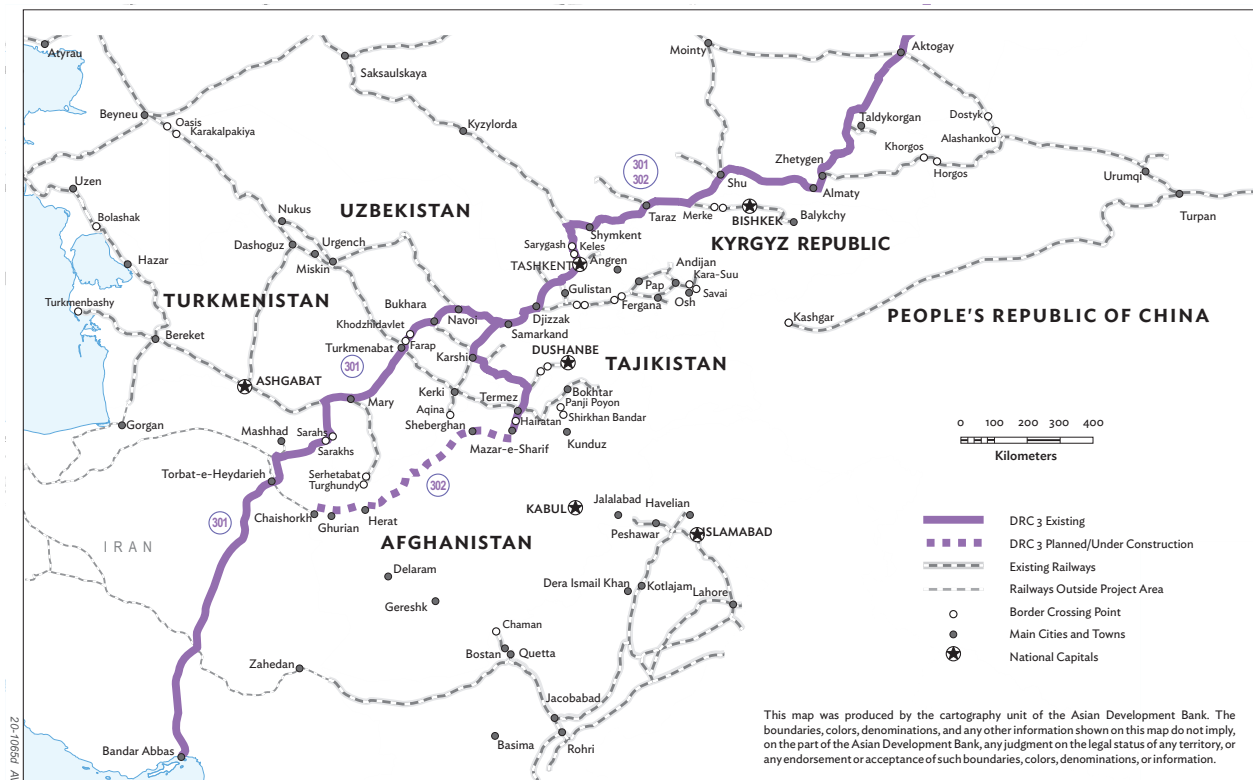 Atyrau
Saksaulskaya
Mointy
Aktogay
Beyneu
Oasis
Karakalpakiya
Kyzylorda
Taldykorgan
Dostyk
Alashankou
Zhetygen
Khorgos
Horgos
Urumqi
Turpan
Uzen
Bolashak
Nukus
UZBEKISTAN
301
302
Shu
Almaty
Taraz
Merke
BISHKEK
Balykchy
Dashoguz
Urgench
Miskin
Hazar
Sarygash
Keles
Shymkent
KYRGYZ REPUBLIC
TASHKENT
Angren
Andijan
Kara-Suu
Turkmenbashy
TURKMENISTAN
Bukhara
Gulistan
Pap
Savai
Osh
Fergana
Khodzhidavlet
Navoi
Djizzak
Kashgar
PEOPLE'S REPUBLIC OF CHINA
Bereket
Turkmenabat
Farap
Samarkand
Karshi
DUSHANBE
TAJIKISTAN
301
ASHGABAT
Mary
Kerki
Termez
Bokhtar
Panji Poyon
Aqina
Shirkhan Bandar
Hairatan
Sheberghan
Gorgan
Mashhad
Sarahs
Sarakhs
Mazar-e-Sharif
Kunduz
0 100 200 300 400
Kilometers
Torbat-e-Heydarieh
Serhetabat
Turghundy
302
301
Chaishorkh
Ghurian
Herat
KABUL
Jalalabad
Havelian
Peshawar
ISLAMABAD
IRAN
AFGHANISTAN
Delaram
Gereshk
Dera Ismail Khan
Kotlajam
Lahore
Chaman
Bostan
Quetta
Zahedan
Jacobabad
Basima
Rohri
Bandar Abbas
DRC 3 Existing
DRC 3 Planned/Under Construction
Existing Railways
Railways Outside Project Area
Border Crossing Point
Main Cities and Towns
National Capitals
This map was produced by the cartography unit of the Asian Development Bank. The
boundaries, colors, denominations, and any other information shown on this map do not imply,
on the part of the Asian Development Bank, any judgment on the legal status of any territory, or
any endorsement or acceptance of such boundaries, colors, denominations, or information.
20-1065d